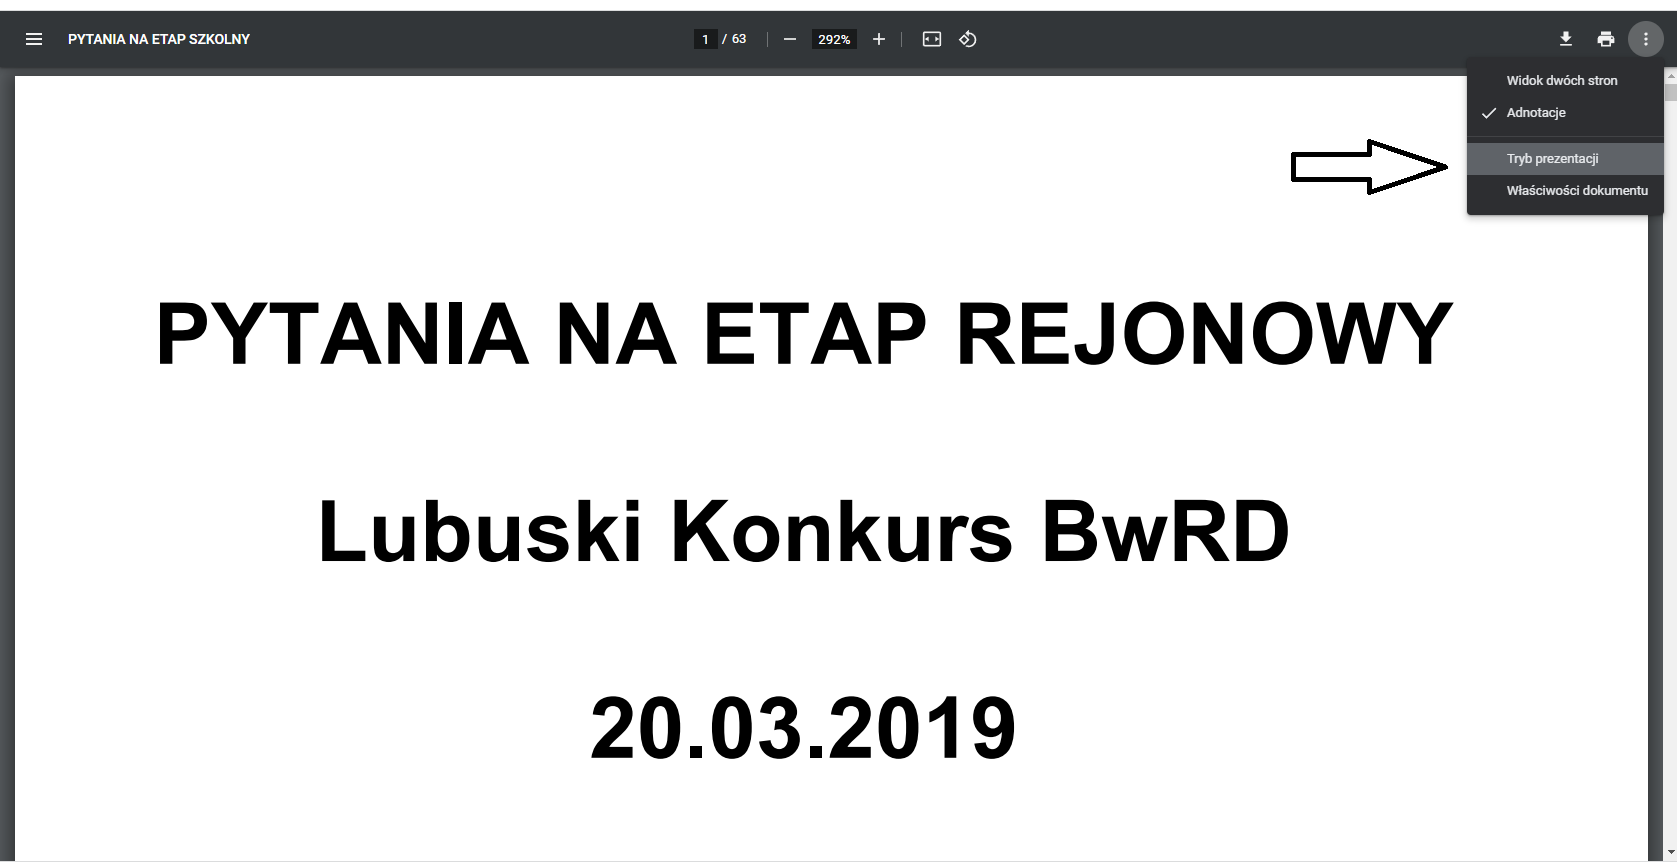 PYTANIA NA ETAP SZKOLNY
1 / 63
292%
Widok dwóch stron
Adnotacje
Tryb prezentacji
Właściwości dokumentu
PYTANIA NA ETAP REJONOWY
Lubuski Konkurs BwRD
20.03.2019